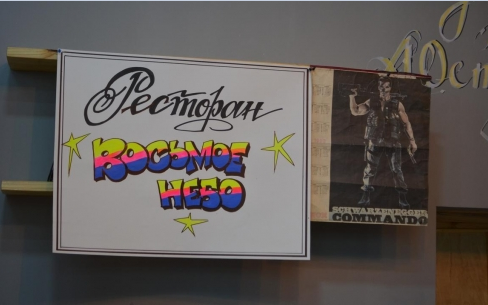 Ресторан
ВОСЬМОЕ
НЕБО
SCHWARZENEGGER
COMMANDO